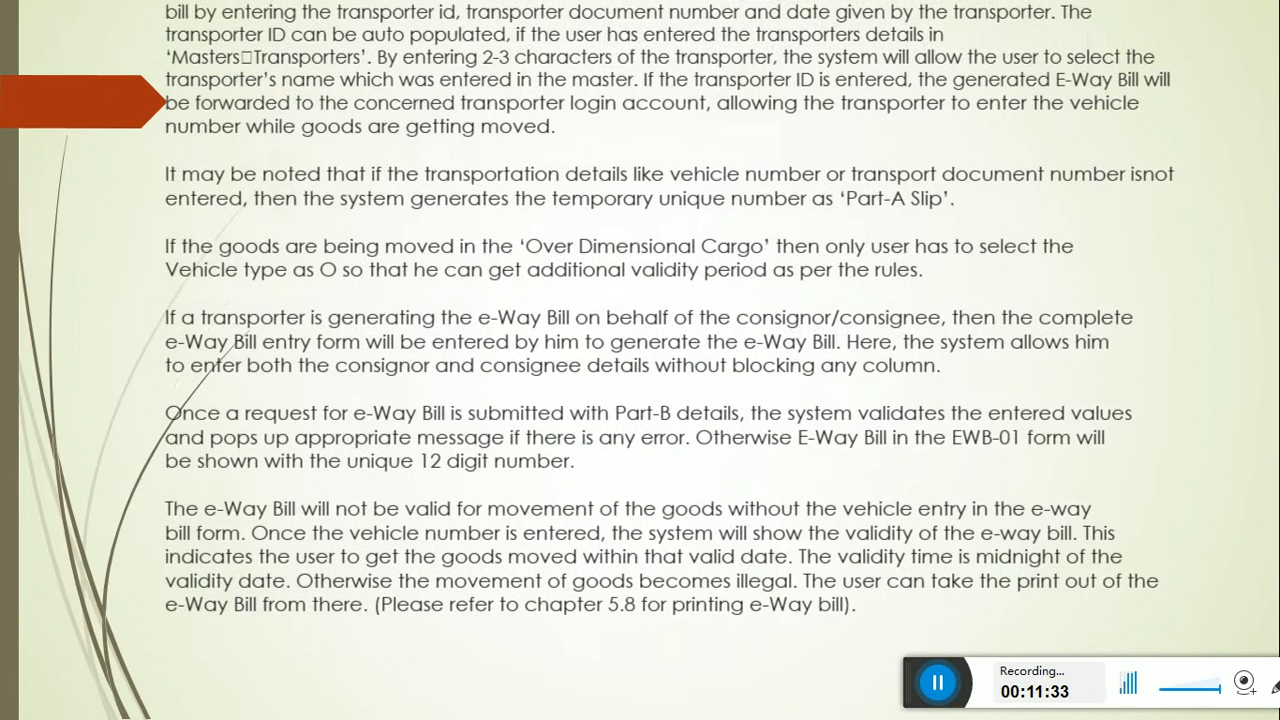 bill by entering the transporter id, transporter document number and date given by the transporter. The
transporter ID can be auto populated, if the user has entered the transporters details in
‘Masters□Transporters’. By entering 2-3 characters of the transporter, the system will allow the user to select the
transporter’s name which was entered in the master. If the transporter ID is entered, the generated E-Way Bill will
be forwarded to the concerned transporter login account, allowing the transporter to enter the vehicle
number while goods are getting moved.
It may be noted that if the transportation details like vehicle number or transport document number isnot
entered, then the system generates the temporary unique number as ‘Part-A Slip’.
If the goods are being moved in the ‘Over Dimensional Cargo’ then only user has to select the
Vehicle type as O so that he can get additional validity period as per the rules.
If a transporter is generating the e-Way Bill on behalf of the consignor/consignee, then the complete
e-Way Bill entry form will be entered by him to generate the e-Way Bill. Here, the system allows him
to enter both the consignor and consignee details without blocking any column.
Once a request for e-Way Bill is submitted with Part-B details, the system validates the entered values
and pops up appropriate message if there is any error. Otherwise E-Way Bill in the EWB-01 form will
be shown with the unique 12 digit number.
The e-Way Bill will not be valid for movement of the goods without the vehicle entry in the e-way
bill form. Once the vehicle number is entered, the system will show the validity of the e-way bill. This
indicates the user to get the goods moved within that valid date. The validity time is midnight of the
validity date. Otherwise the movement of goods becomes illegal. The user can take the print out of the
e-Way Bill from there. (Please refer to chapter 5.8 for printing e-Way bill).
Recording...
00:11:33